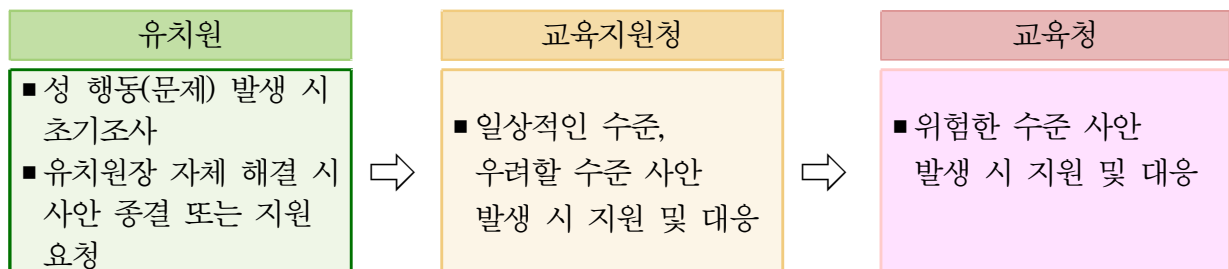 유치원
■ 성 행동(문제) 발생 시
초기조사
■ 유치원장 자체 해결 시
사안 종결 또는 지원
요청
교육지원청
■ 일상적인 수준,
우려할 수준 사안
발생 시 지원 및 대응
교육청
■ 위험한 수준 사안
발생 시 지원 및 대응